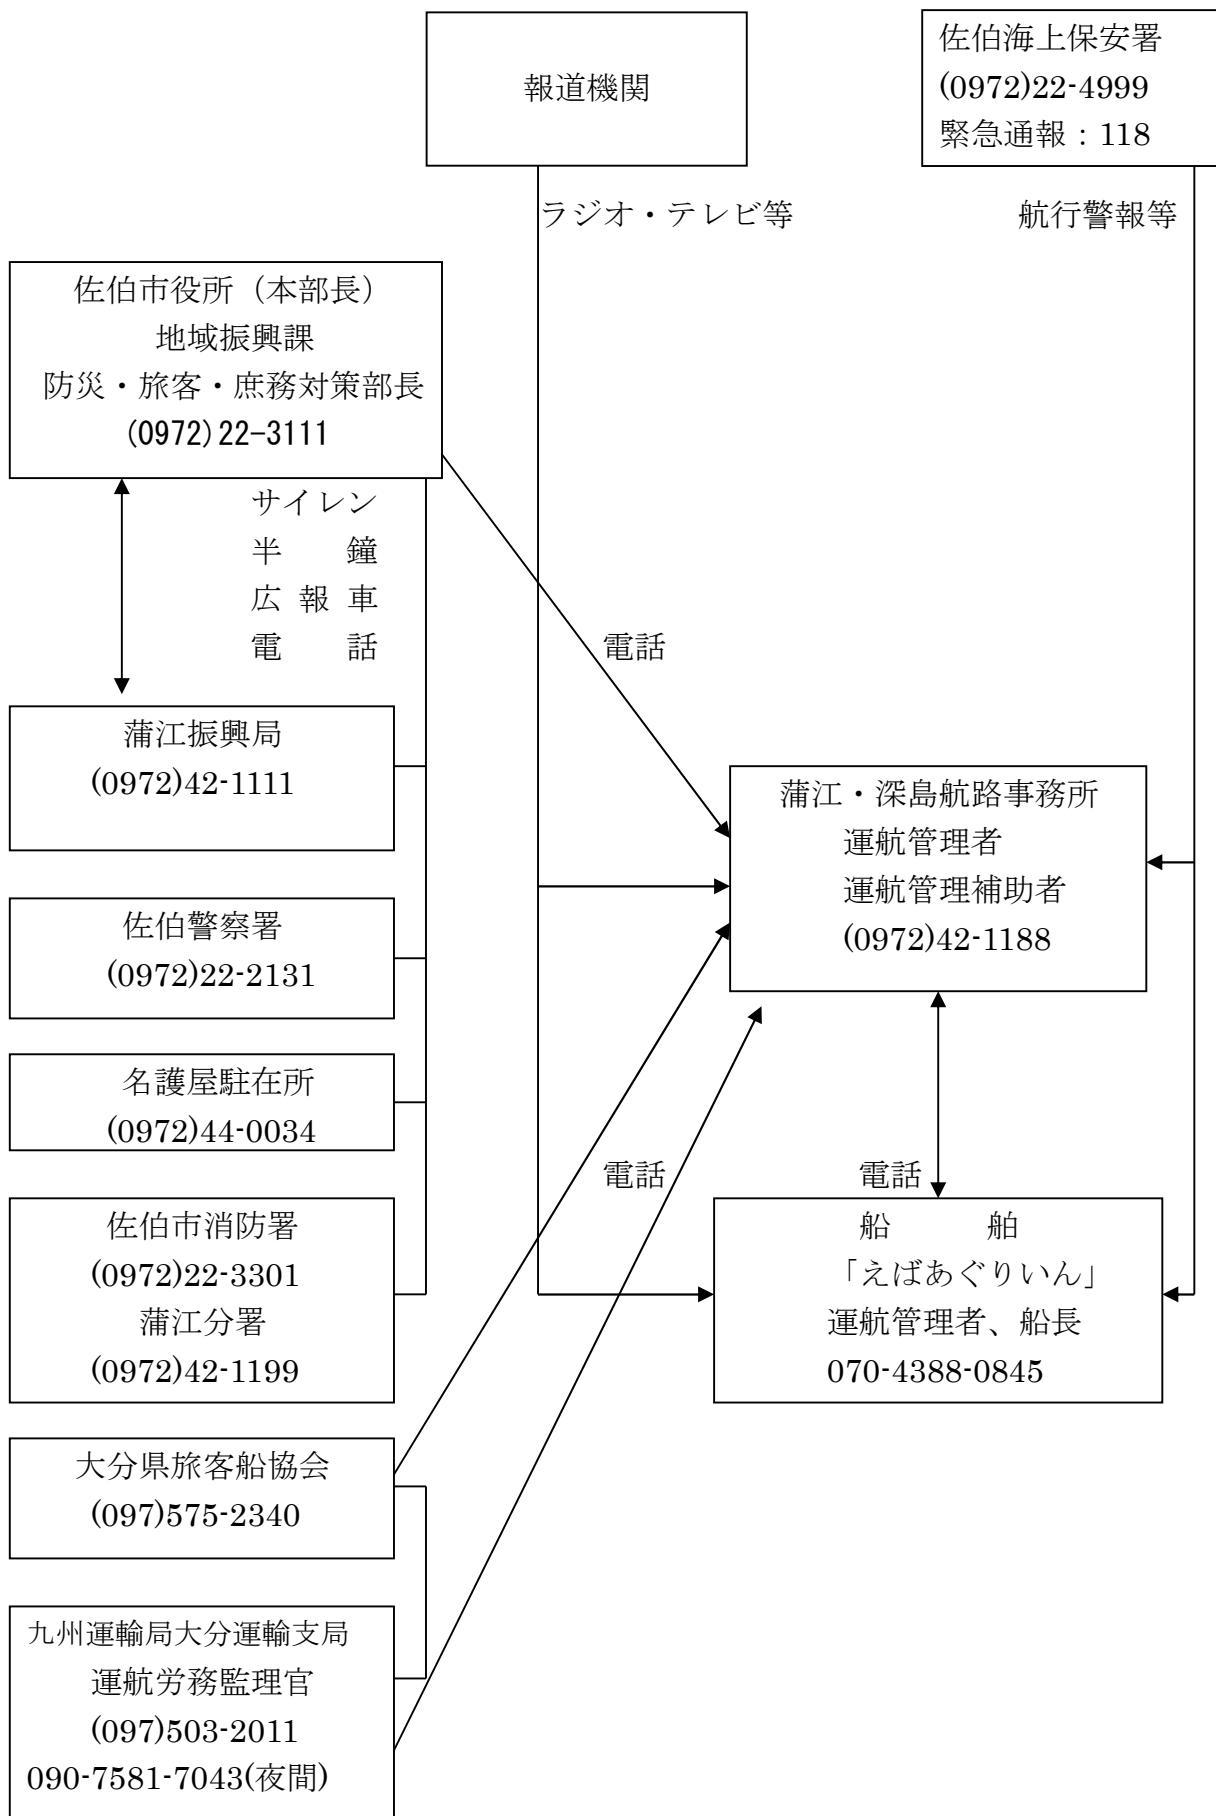 報道機関
佐伯海上保安署
(0972)22-4999
緊急通報：118
ラジオ・テレビ等
航行警報等
佐伯市役所（本部長）
地域振興課
防災・旅客・庶務対策部長
(0972)22-3111
サイレン
半　　鐘
広 報 車
電　　話
電話
蒲江振興局
(0972)42-1111
蒲江・深島航路事務所
運航管理者
運航管理補助者
(0972)42-1188
佐伯警察署
(0972)22-2131
名護屋駐在所
(0972)44-0034
電話
電話
佐伯市消防署
(0972)22-3301
蒲江分署
(0972)42-1199
船　　　舶
「えばあぐりいん」
運航管理者、船長
070-4388-0845
大分県旅客船協会
(097)575-2340
九州運輸局大分運輸支局
運航労務監理官
(097)503-2011
090-7581-7043(夜間)